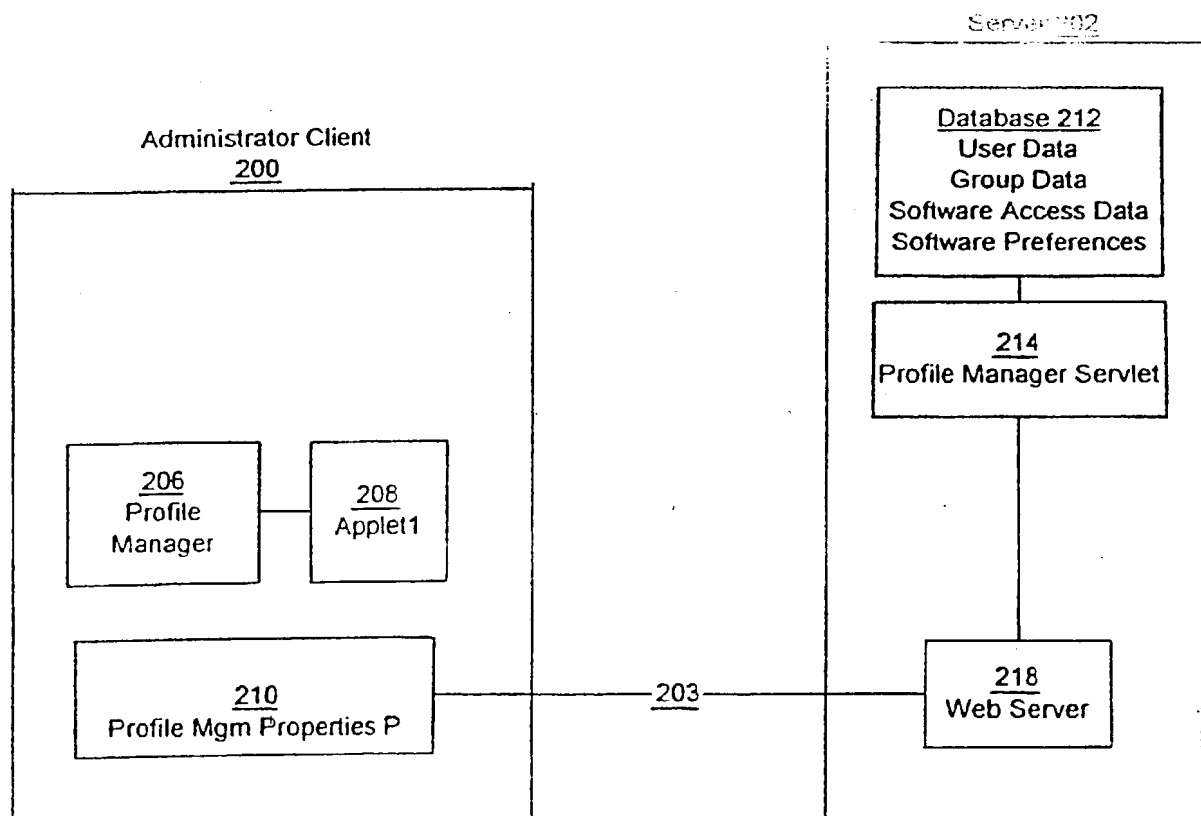 Server 202
Database 212
User Data
Group Data
Software Access Data
Software Preferences
Administrator Client
200
214
Profile Manager Servlet
206
Profile
Manager
208
Applet1
210
Profile Mgm Properties P
203
218
Web Server